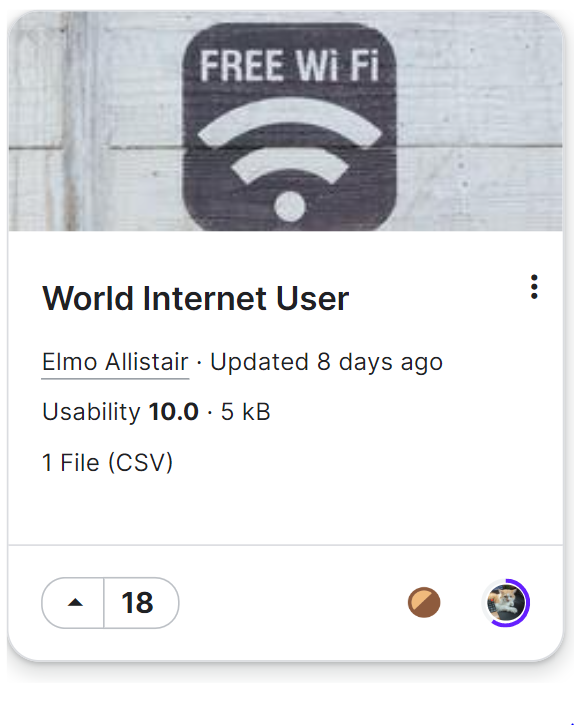 FREE Wi Fi
World Internet User
Elmo Allistair · Updated 8 days ago
Usability 10.0 · 5 kB
1 File (CSV)
18